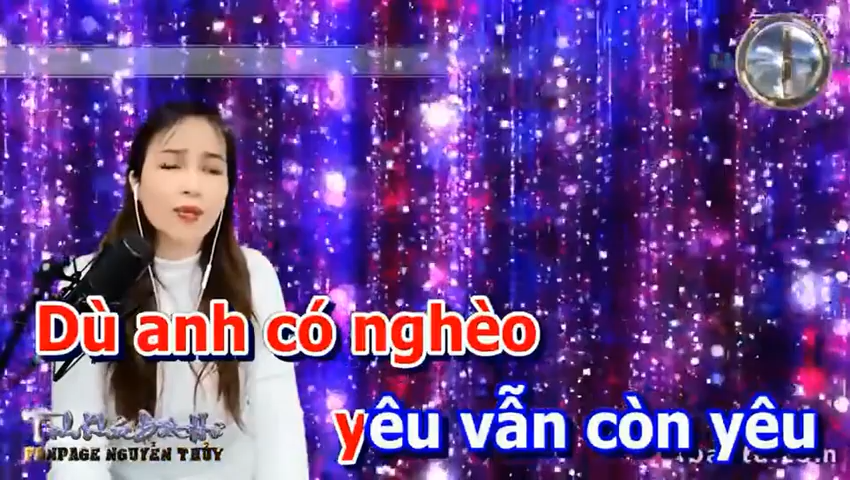 Dù anh có nghèo
yêu vẫn còn yêu
FANPAGE NGUYỄN THỦY